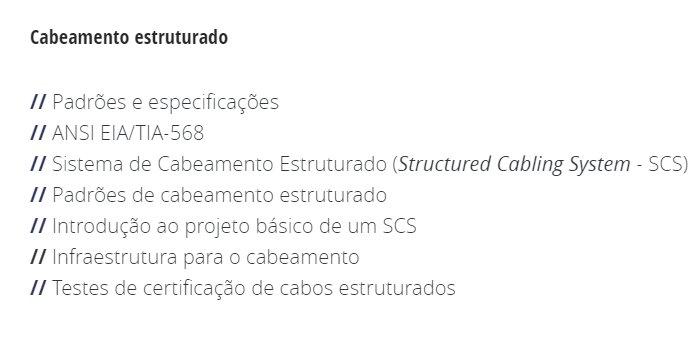 Cabeamento estruturado
// Padrões e especificações
// ANSI EIA/TIA-568
// Sistema de Cabeamento Estruturado (Structured Cabling System - SCS)
// Padrões de cabeamento estruturado
// Introdução ao projeto básico de um SCS
// Infraestrutura para o cabeamento
// Testes de certificação de cabos estruturados